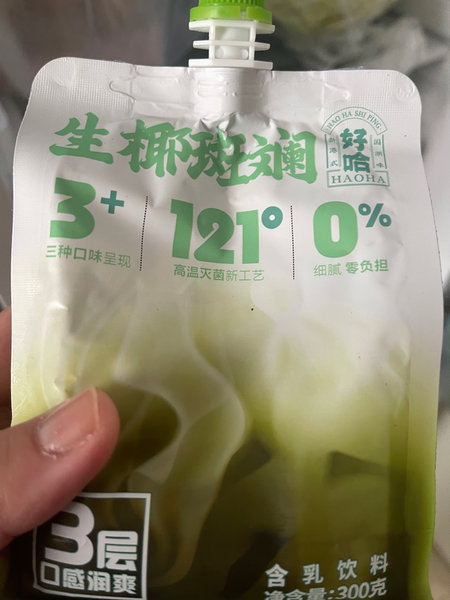 生椰斑斓
HAO HA SHI PING
好哈
HAOHA
3+
三种口味呈现
121°
高温灭菌新工艺
0%
细腻 零负担
3层
口感润爽
含乳饮料
净含量:300克